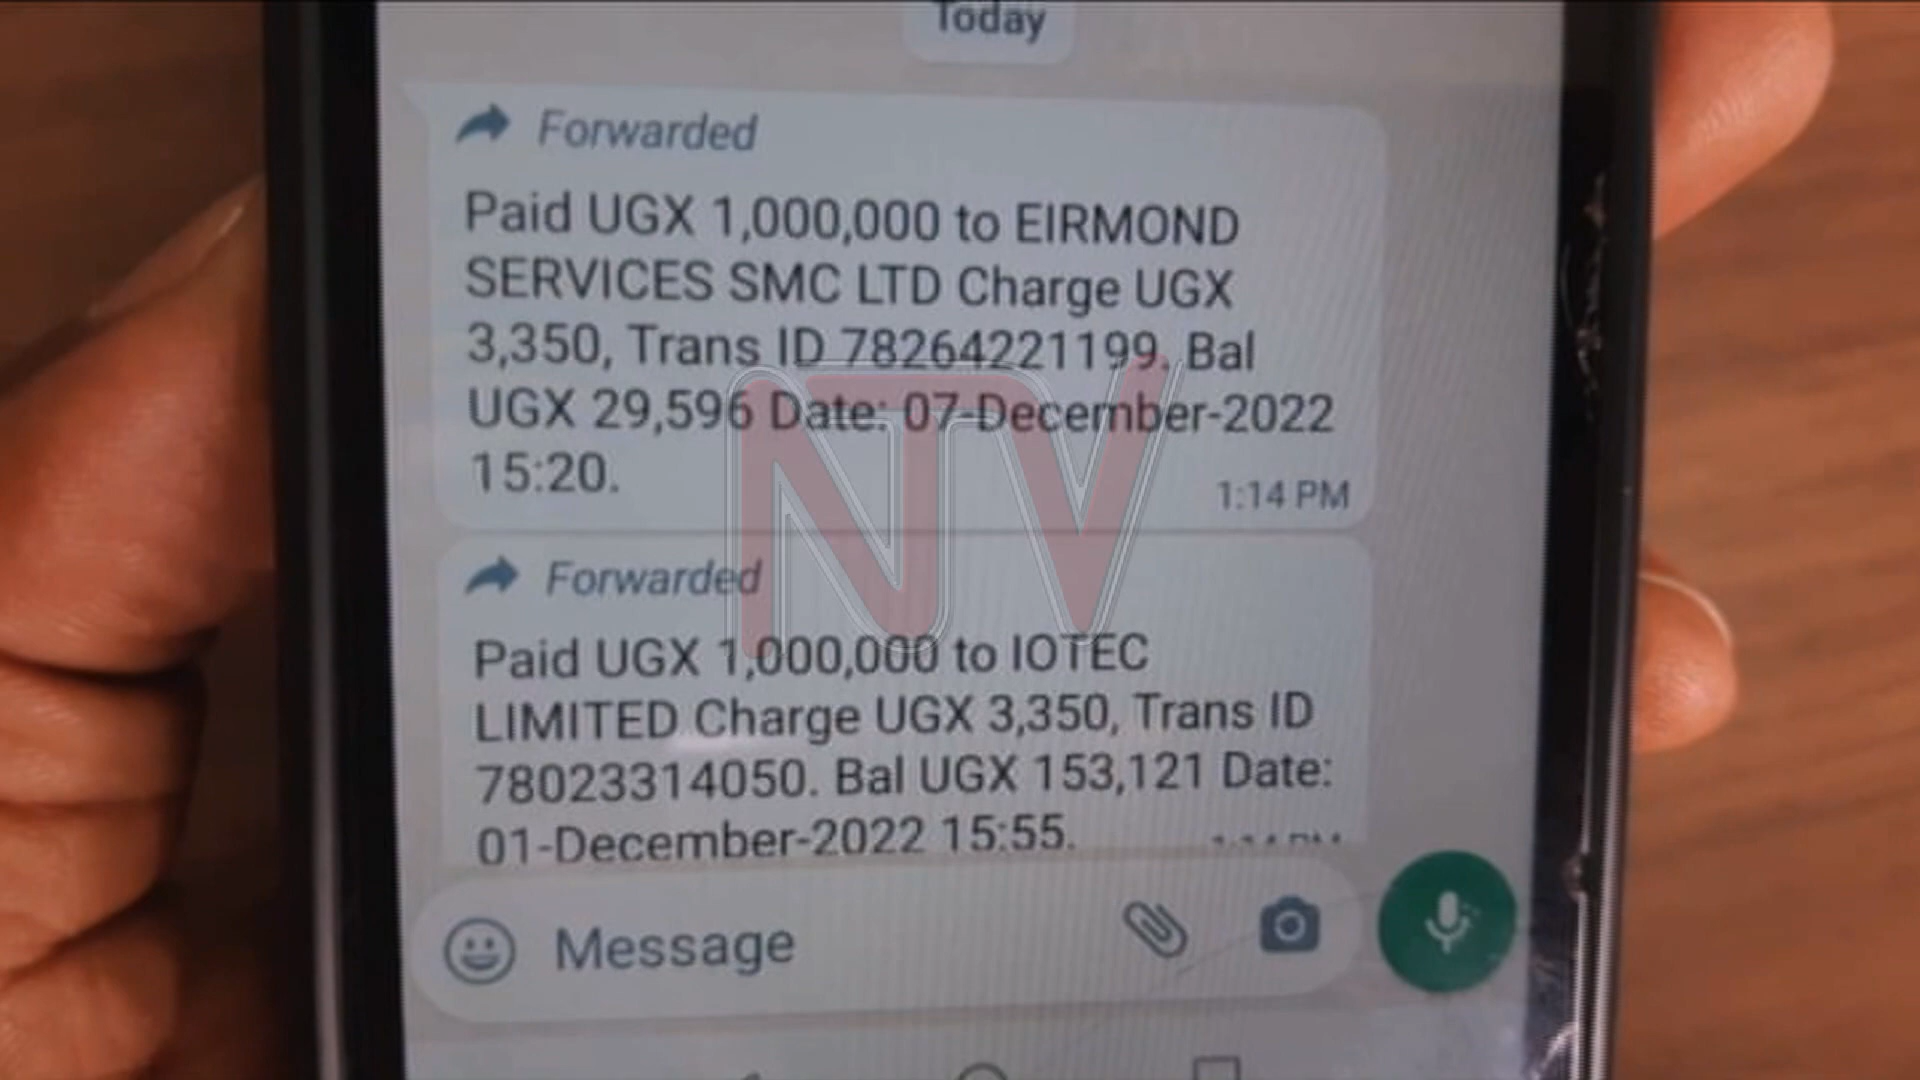 Today
Forwarded
Paid UGX 1,000,000 to EIRMOND
SERVICES SMC LTD Charge UGX
3,350, Trans ID 78264221199. Bal
UGX 29,596 Date: 07-December-2022
15:20.
1:14 PM
NTV
Forwarded
Paid UGX 1,000,000 to IOTEC
LIMITED Charge UGX 3,350, Trans ID
78023314050. Bal UGX 153,121 Date:
01-December-2022 15:55.
Message